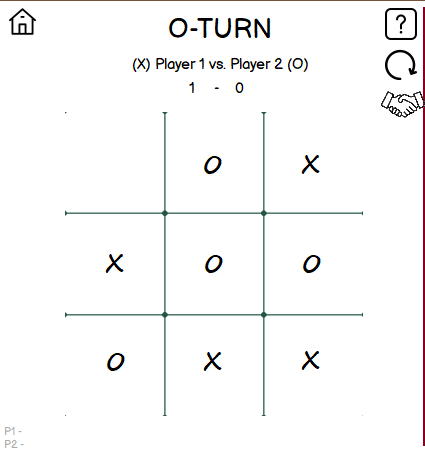 ?
O-TURN
(X) Player 1 vs. Player 2 (O)
1 - 0
O X
X O O
O X X
P1 -
P2 -